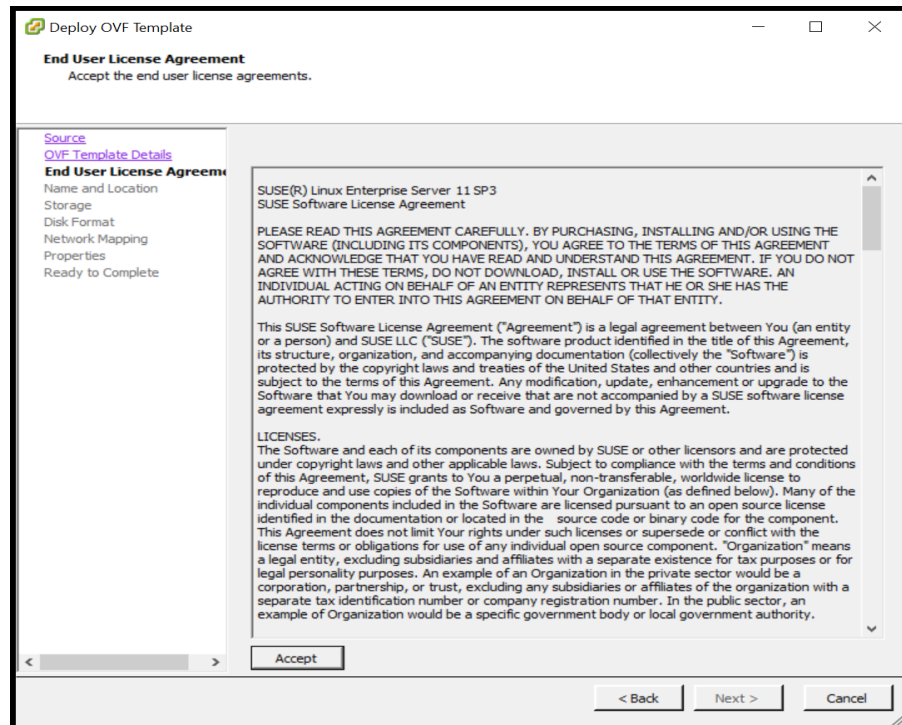 Deploy OVF Template
End User License Agreement
Accept the end user license agreements.
Source
OVF Template Details
End User License Agreeme
Name and Location
Storage
Disk Format
Network Mapping
Properties
Ready to Complete
SUSE(R) Linux Enterprise Server 11 SP3
SUSE Software License Agreement
PLEASE READ THIS AGREEMENT CAREFULLY. BY PURCHASING, INSTALLING AND/OR USING THE
SOFTWARE (INCLUDING ITS COMPONENTS), YOU AGREE TO THE TERMS OF THIS AGREEMENT
AND ACKNOWLEDGE THAT YOU HAVE READ AND UNDERSTAND THIS AGREEMENT. IF YOU DO NOT
AGREE WITH THESE TERMS, DO NOT DOWNLOAD, INSTALL OR USE THE SOFTWARE. AN
INDIVIDUAL ACTING ON BEHALF OF AN ENTITY REPRESENTS THAT HE OR SHE HAS THE
AUTHORITY TO ENTER INTO THIS AGREEMENT ON BEHALF OF THAT ENTITY.
This SUSE Software License Agreement ("Agreement") is a legal agreement between You (an entity
or a person) and SUSE LLC ("SUSE"). The software product identified in the title of this Agreement,
its structure, organization, and accompanying documentation (collectively the "Software") is
protected by the copyright laws and treaties of the United States and other countries and is
subject to the terms of this Agreement. Any modification, update, enhancement or upgrade to the
Software that You may download or receive that are not accompanied by a SUSE software license
agreement expressly is included as Software and governed by this Agreement.
LICENSES.
The Software and each of its components are owned by SUSE or other licensors and are protected
under copyright laws and other applicable laws. Subject to compliance with the terms and conditions
of this Agreement, SUSE grants to You a perpetual, non-transferable, worldwide license to
reproduce and use copies of the Software within Your Organization (as defined below). Many of the
individual components included in the Software are licensed pursuant to an open source license
identified in the documentation or located in the   source code or binary code for the component.
This Agreement does not limit Your rights under such licenses or supersede or conflict with the
license terms or obligations for use of any individual open source component. "Organization" means
a legal entity, excluding subsidiaries and affiliates with a separate existence for tax purposes or for
legal personality purposes. An example of an Organization in the private sector would be a
corporation, partnership, or trust, excluding any subsidiaries or affiliates of the organization with a
separate tax identification number or company registration number. In the public sector, an
example of Organization would be a specific government body or local government authority.
Accept
< Back
Next >
Cancel